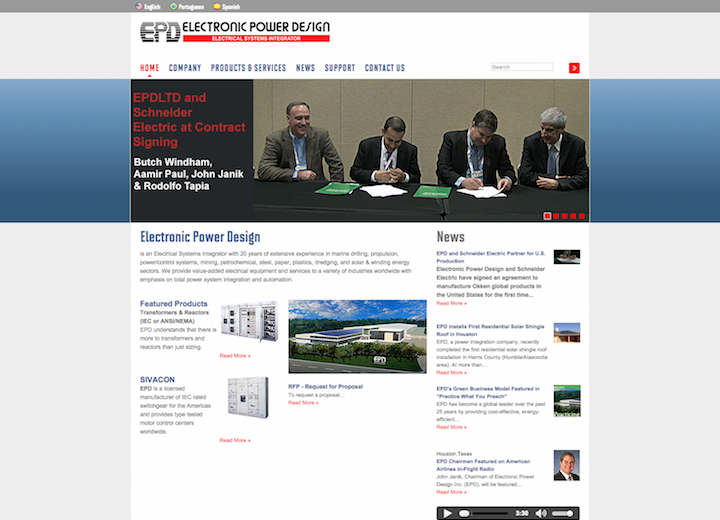 English Portuguese Spanish
EPD ELECTRONIC POWER DESIGN
ELECTRICAL SYSTEMS INTEGRATOR
HOME COMPANY PRODUCTS & SERVICES NEWS SUPPORT CONTACT US
Search
EPDLTD and
Schneider
Electric at Contract
Signing
Butch Windham,
Aamir Paul, John Janik
& Rodolfo Tapia
Electronic Power Design
is an Electrical Systems Integrator with 20 years of extensive experience in marine drilling, propulsion,
power/control systems, mining, petrochemical, steel, paper, plastics, dredging, and solar & winding energy
sectors. We provide value-added electrical equipment and services to a variety of industries worldwide with
emphasis on total power system integration and automation.
Featured Products
Transformers & Reactors
(IEC or ANSI/NEMA)
EPD understands that there is
more to transformers and
reactors than just sizing.
Read More »
SIVACON
EPD is a licensed
manufacturer of IEC rated
switchgear for the Americas
and provides type tested
motor control centers
worldwide.
Read More »
EPD
RFP - Request for Proposal
To request a proposal...
Read More »
News
EPD and Schneider Electric Partner for U.S.
Production
Electronic Power Design and Schneider
Electric have signed an agreement to
manufacture Okken global products in
the United States for the first time...
Read More »
EPD Installs First Residential Solar Shingle
Roof in Houston
EPD, a power integration company, recently
completed the first residential solar shingle roof
installation in Harris County (Humble/Atascocita
area). At more than...
Read More »
EPD's Green Business Model Featured in
"Practice What You Preach"
EPD has become a global leader over the past
25 years by providing cost-effective, energy-
efficient...
Read More »
Houston,Texas
EPD Chairman Featured on American
Airlines In-Flight Radio
John Janik, Chairman of Electronic Power
Design Inc. (EPD), will be featured...
Read More »
3:30